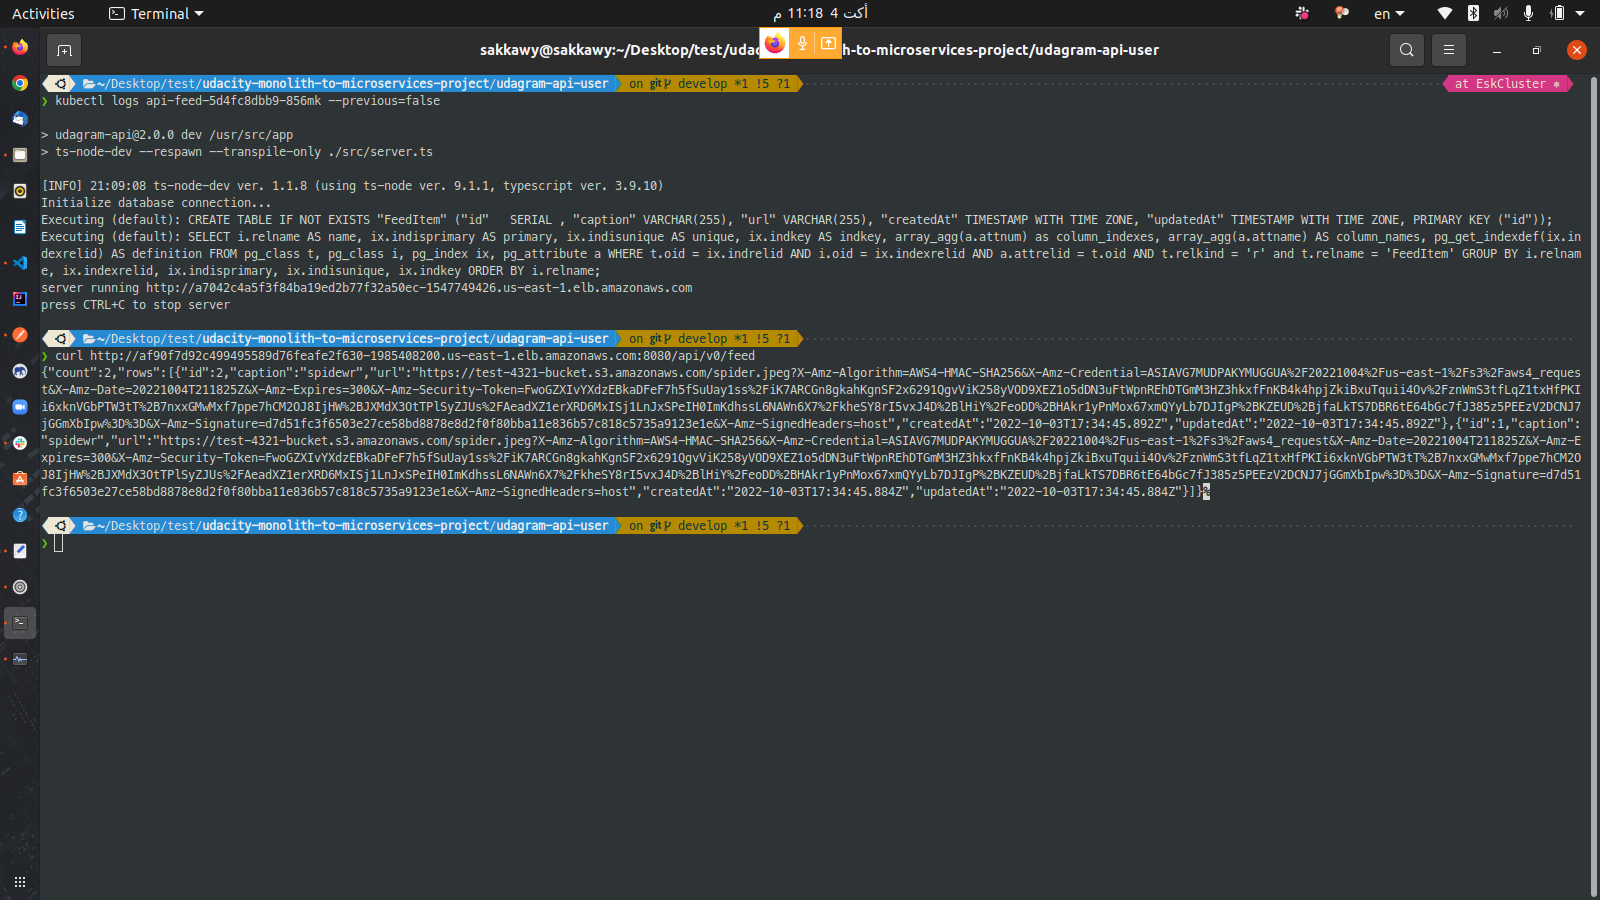 Activities
Terminal
أكت 4 11:18 م
en
sakkawy@sakkawy:~/Desktop/test/udac
th-to-microservices-project/udagram-api-user
~/Desktop/test/udacity-monolith-to-microservices-project/udagram-api-user on git develop *1 !5 ?1 at EskCluster
❯ kubectl logs api-feed-5d4fc8dbb9-856mk --previous=false
> udagram-api@2.0.0 dev /usr/src/app
> ts-node-dev --respawn --transpile-only ./src/server.ts
[INFO] 21:09:08 ts-node-dev ver. 1.1.8 (using ts-node ver. 9.1.1, typescript ver. 3.9.10)
Initialize database connection...
Executing (default): CREATE TABLE IF NOT EXISTS "FeedItem" ("id"   SERIAL , "caption" VARCHAR(255), "url" VARCHAR(255), "createdAt" TIMESTAMP WITH TIME ZONE, "updatedAt" TIMESTAMP WITH TIME ZONE, PRIMARY KEY ("id"));
Executing (default): SELECT i.relname AS name, ix.indisprimary AS primary, ix.indisunique AS unique, ix.indkey AS indkey, array_agg(a.attnum) as column_indexes, array_agg(a.attname) AS column_names, pg_get_indexdef(ix.in
dexrelid) AS definition FROM pg_class t, pg_class i, pg_index ix, pg_attribute a WHERE t.oid = ix.indrelid AND i.oid = ix.indexrelid AND a.attrelid = t.oid AND t.relkind = 'r' and t.relname = 'FeedItem' GROUP BY i.relnam
e, ix.indexrelid, ix.indisprimary, ix.indisunique, ix.indkey ORDER BY i.relname;
server running http://a7042c4a5f3f84ba19ed2b77f32a50ec-1547749426.us-east-1.elb.amazonaws.com
press CTRL+C to stop server
~/Desktop/test/udacity-monolith-to-microservices-project/udagram-api-user on git develop *1 !5 ?1
❯ curl http://af90f7d92c499495589d76feafe2f630-1985408200.us-east-1.elb.amazonaws.com:8080/api/v0/feed
{"count":2,"rows":[{"id":2,"caption":"spidewr","url":"https://test-4321-bucket.s3.amazonaws.com/spider.jpeg?X-Amz-Algorithm=AWS4-HMAC-SHA256&X-Amz-Credential=ASIAVG7MUDPAKYMUGGUA%2F20221004%2Fus-east-1%2Fs3%2Faws4_reques
t&X-Amz-Date=20221004T211825Z&X-Amz-Expires=300&X-Amz-Security-Token=FwoGZXIvYXdzEBkaDFeF7h5fSuUay1ss%2FiK7ARCGn8gkahKgnSF2x6291QgvViK258yVOD9XEZ1o5dDN3uFtWpnREhDTGmM3HZ3hkxfFnKB4k4hpjZkiBxuTquii4Ov%2FznWmS3tfLqZ1txHfPKI
i6xknVGbPTW3tT%2B7nxxGMwMxf7ppe7hCM2OJ8IjHW%2BJXMdX3OtTPlSyZJUs%2FAeadXZ1erXRD6MxISj1LnJxSPeIH0ImKdhssL6NAWn6X7%2FkheSY8rI5vxJ4D%2BlHiY%2FeoDD%2BHAkr1yPnMox67xmQYyLb7DJIgP%2BKZEUD%2BjfaLkTS7DBR6tE64bGc7fJ385z5PEEzV2DCNJ7
jGGmXbIpw%3D%3D&X-Amz-Signature=d7d51fc3f6503e27ce58bd8878e8d2f0f80bba11e836b57c818c5735a9123e1e&X-Amz-SignedHeaders=host","createdAt":"2022-10-03T17:34:45.892Z","updatedAt":"2022-10-03T17:34:45.892Z"},{"id":1,"caption":
"spidewr","url":"https://test-4321-bucket.s3.amazonaws.com/spider.jpeg?X-Amz-Algorithm=AWS4-HMAC-SHA256&X-Amz-Credential=ASIAVG7MUDPAKYMUGGUA%2F20221004%2Fus-east-1%2Fs3%2Faws4_request&X-Amz-Date=20221004T211825Z&X-Amz-E
xpires=300&X-Amz-Security-Token=FwoGZXIvYXdzEBkaDFeF7h5fSuUay1ss%2FiK7ARCGn8gkahKgnSF2x6291QgvViK258yVOD9XEZ1o5dDN3uFtWpnREhDTGmM3HZ3hkxfFnKB4k4hpjZkiBxuTquii4Ov%2FznWmS3tfLqZ1txHfPKIi6xknVGbPTW3tT%2B7nxxGMwMxf7ppe7hCM2O
J8IjHW%2BJXMdX3OtTPlSyZJUs%2FAeadXZ1erXRD6MxISj1LnJxSPeIH0ImKdhssL6NAWn6X7%2FkheSY8rI5vxJ4D%2BlHiY%2FeoDD%2BHAkr1yPnMox67xmQYyLb7DJIgP%2BKZEUD%2BjfaLkTS7DBR6tE64bGc7fJ385z5PEEzV2DCNJ7jGGmXbIpw%3D%3D&X-Amz-Signature=d7d51
fc3f6503e27ce58bd8878e8d2f0f80bba11e836b57c818c5735a9123e1e&X-Amz-SignedHeaders=host","createdAt":"2022-10-03T17:34:45.884Z","updatedAt":"2022-10-03T17:34:45.884Z"}]}%
~/Desktop/test/udacity-monolith-to-microservices-project/udagram-api-user on git develop *1 !5 ?1
❯